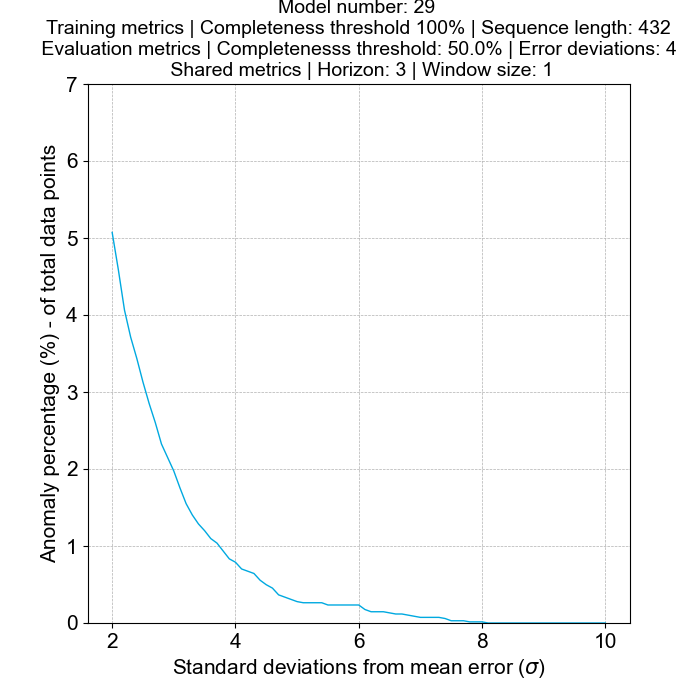 Model number: 29
Training metrics | Completeness threshold 100% | Sequence length: 432
Evaluation metrics | Completenesss threshold: 50.0% | Error deviations: 4
Shared metrics | Horizon: 3 | Window size: 1
7
6
5
4
3
2
1
0
Anomaly percentage (%) - of total data points
2 4 6 8 10
Standard deviations from mean error (σ)